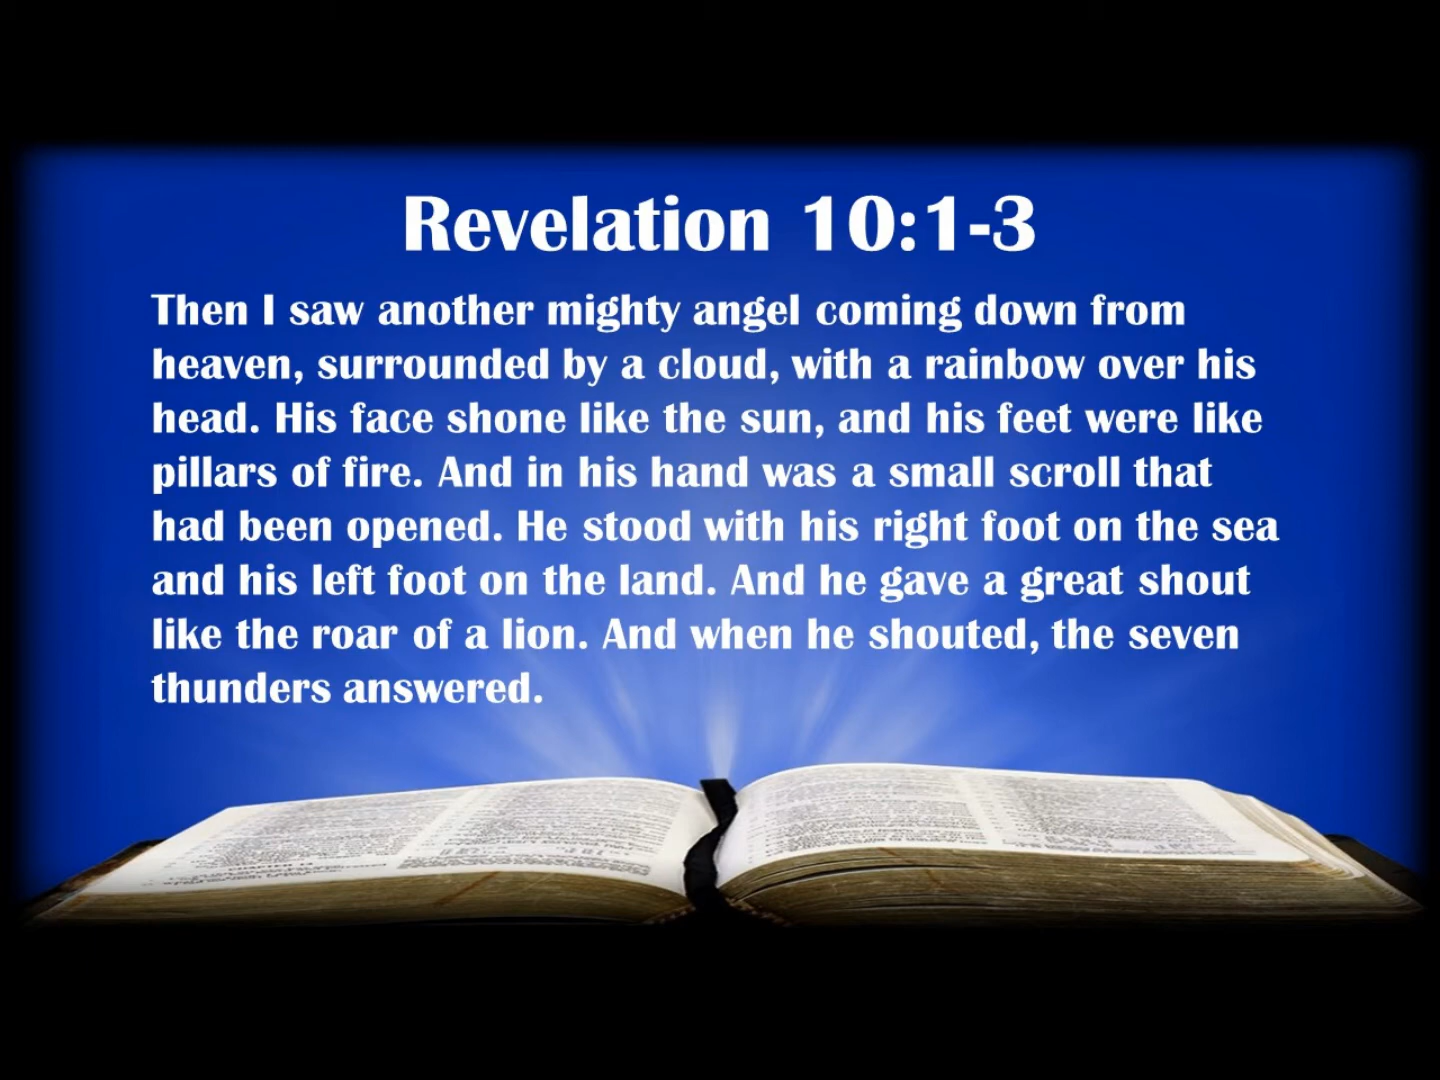 Revelation 10:1-3
Then I saw another mighty angel coming down from
heaven, surrounded by a cloud, with a rainbow over his
head. His face shone like the sun, and his feet were like
pillars of fire. And in his hand was a small scroll that
had been opened. He stood with his right foot on the sea
and his left foot on the land. And he gave a great shout
like the roar of a lion. And when he shouted, the seven
thunders answered.